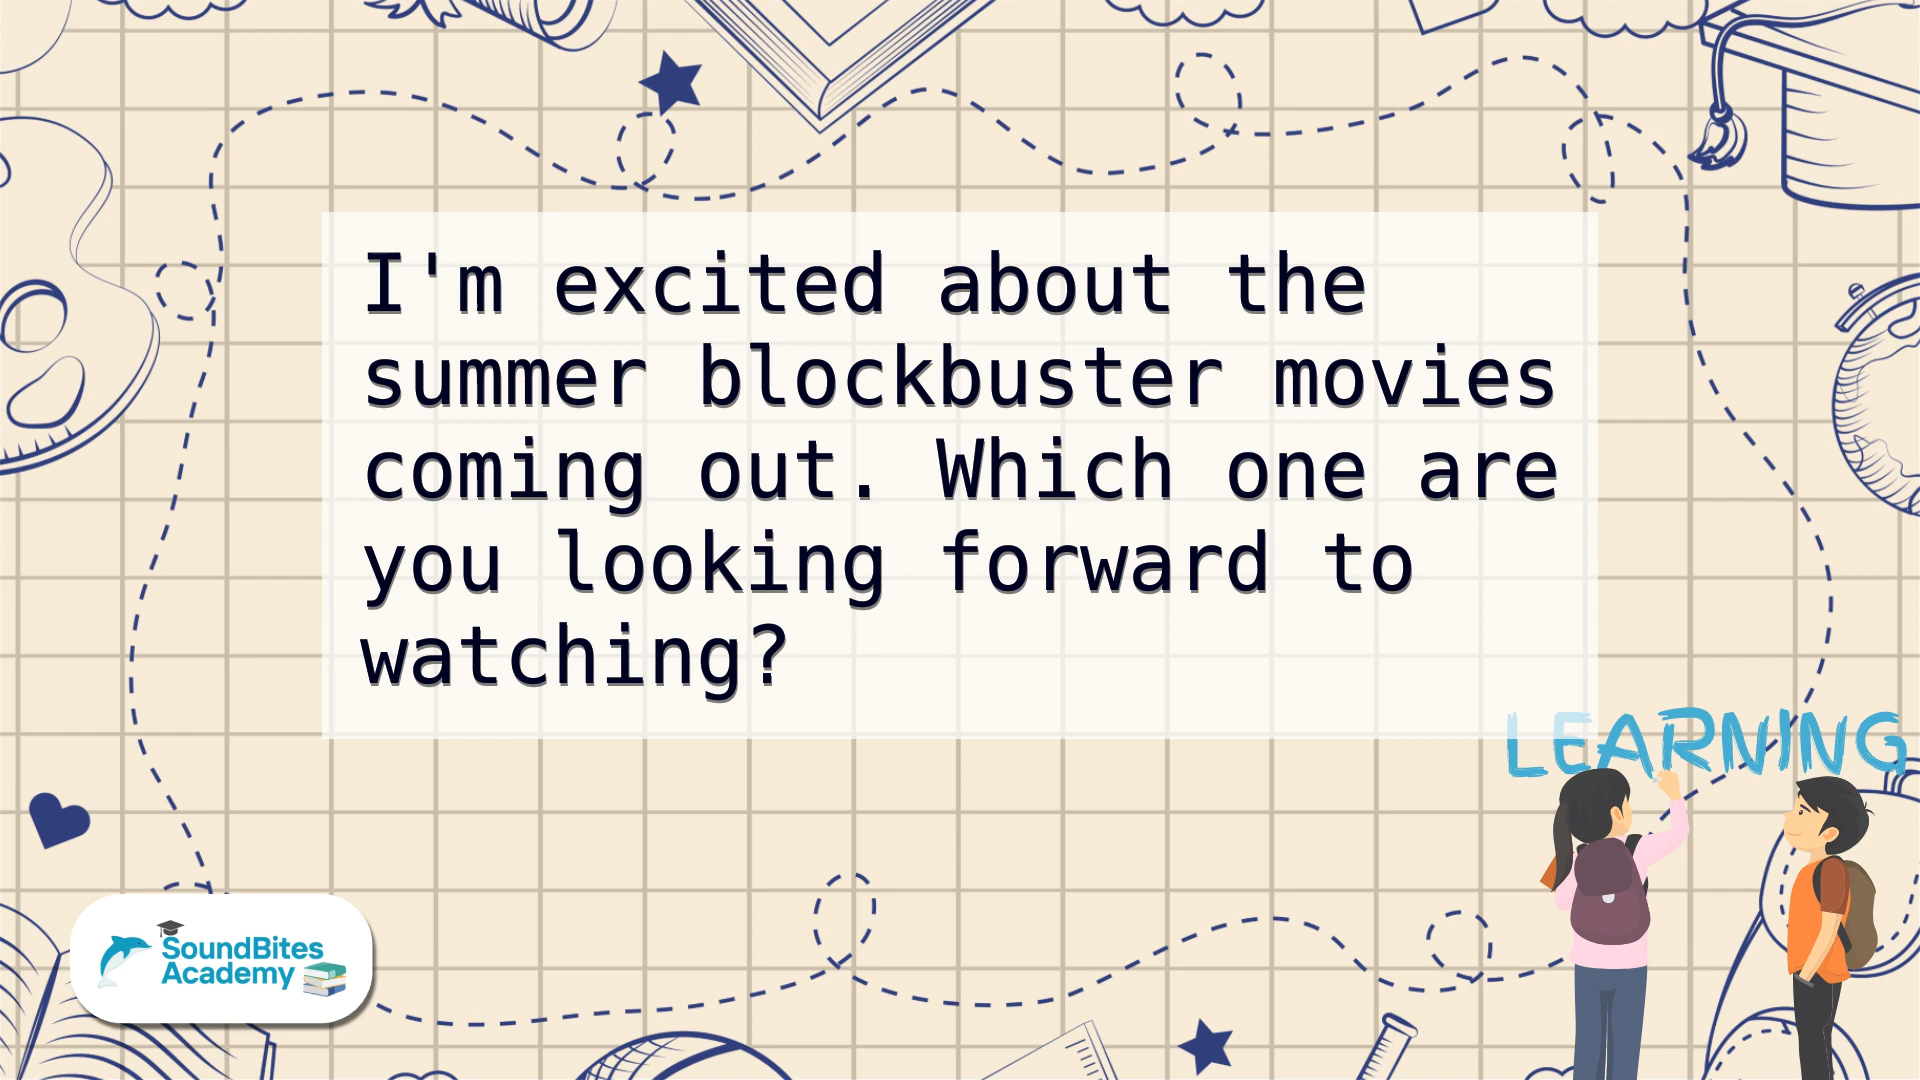 I'm excited about the
summer blockbuster movies
coming out. Which one are
you looking forward to
watching?
LEARNING
SoundBites
Academy